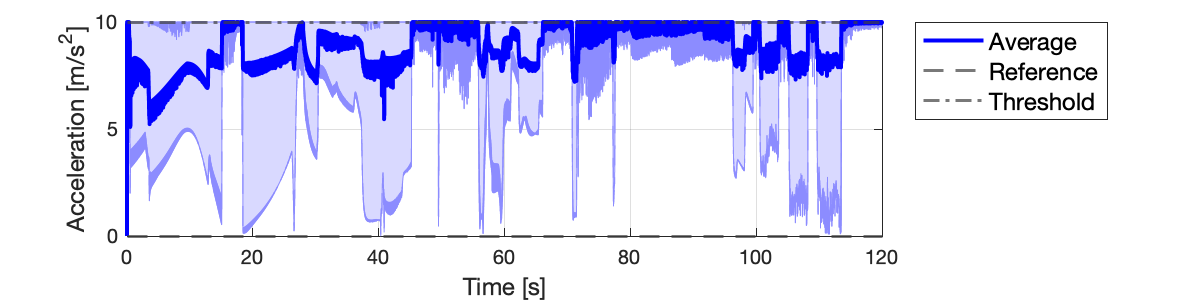 Acceleration [m/s²]
10
5
0
0 20 40 60 80 100 120
Time [s]
Average
Reference
Threshold